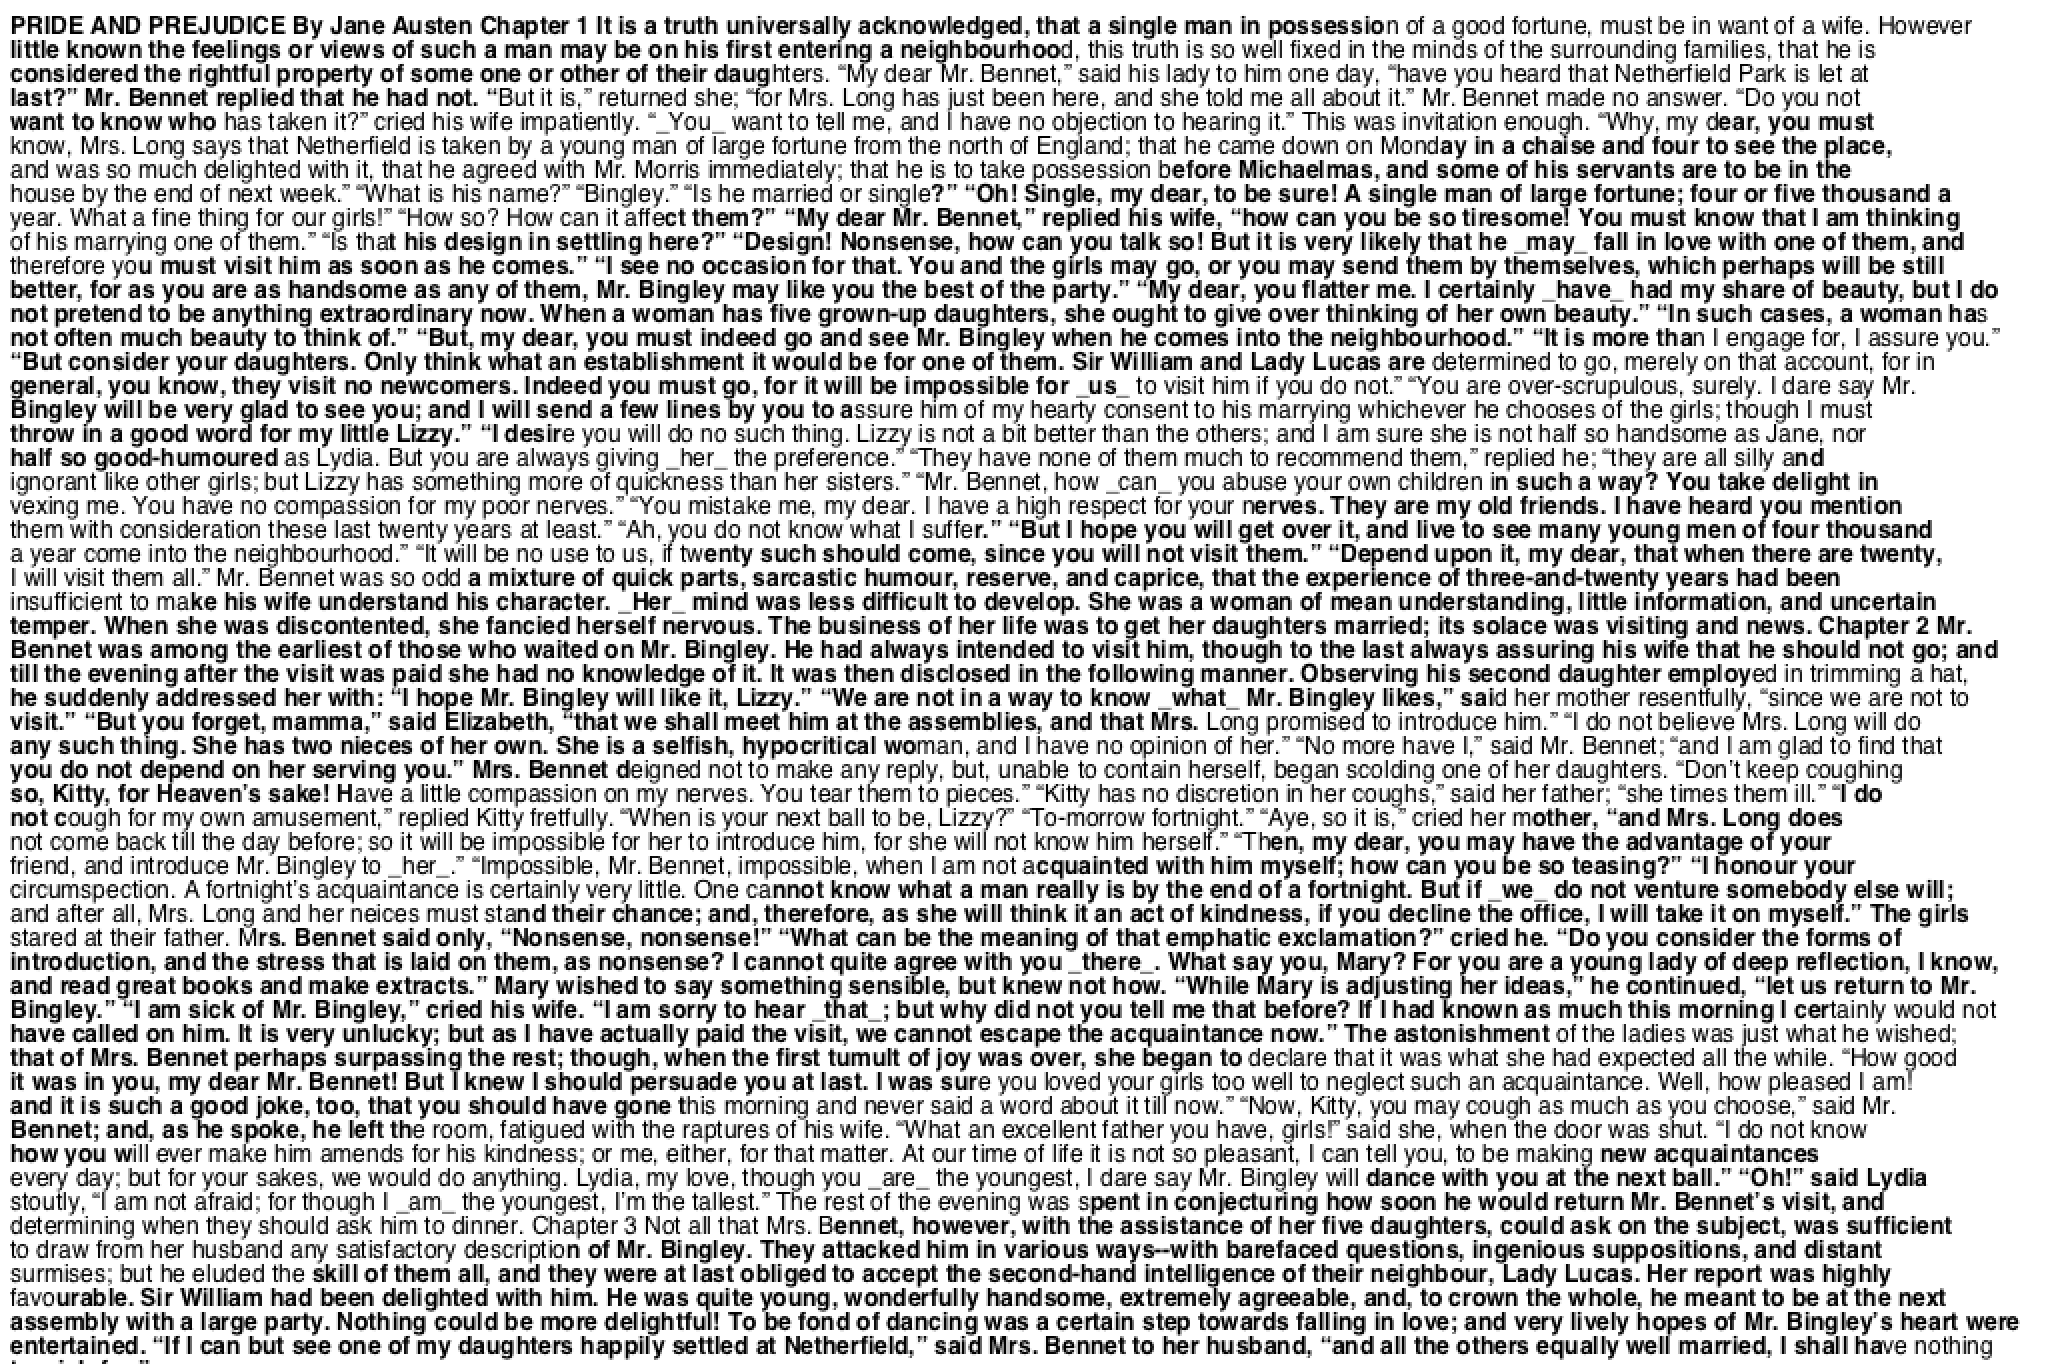 PRIDE AND PREJUDICE By Jane Austen Chapter 1 It is a truth universally acknowledged, that a single man in possession of a good fortune, must be in want of a wife. However
little known the feelings or views of such a man may be on his first entering a neighbourhood, this truth is so well fixed in the minds of the surrounding families, that he is
considered the rightful property of some one or other of their daughters. “My dear Mr. Bennet,” said his lady to him one day, “have you heard that Netherfield Park is let at
last?” Mr. Bennet replied that he had not. “But it is,” returned she; “for Mrs. Long has just been here, and she told me all about it.” Mr. Bennet made no answer. “Do you not
want to know who has taken it?” cried his wife impatiently. “_You_ want to tell me, and I have no objection to hearing it.” This was invitation enough. “Why, my dear, you must
know, Mrs. Long says that Netherfield is taken by a young man of large fortune from the north of England; that he came down on Monday in a chaise and four to see the place,
and was so much delighted with it, that he agreed with Mr. Morris immediately; that he is to take possession before Michaelmas, and some of his servants are to be in the
house by the end of next week.” “What is his name?” “Bingley.” “Is he married or single?” “Oh! Single, my dear, to be sure! A single man of large fortune; four or five thousand a
year. What a fine thing for our girls!” “How so? How can it affect them?” “My dear Mr. Bennet,” replied his wife, “how can you be so tiresome! You must know that I am thinking
of his marrying one of them.” “Is that his design in settling here?” “Design! Nonsense, how can you talk so! But it is very likely that he _may_ fall in love with one of them, and
therefore you must visit him as soon as he comes.” “I see no occasion for that. You and the girls may go, or you may send them by themselves, which perhaps will be still
better, for as you are as handsome as any of them, Mr. Bingley may like you the best of the party.” “My dear, you flatter me. I certainly _have_ had my share of beauty, but I do
not pretend to be anything extraordinary now. When a woman has five grown-up daughters, she ought to give over thinking of her own beauty.” “In such cases, a woman has
not often much beauty to think of.” “But, my dear, you must indeed go and see Mr. Bingley when he comes into the neighbourhood.” “It is more than I engage for, I assure you.”
“But consider your daughters. Only think what an establishment it would be for one of them. Sir William and Lady Lucas are determined to go, merely on that account, for in
general, you know, they visit no newcomers. Indeed you must go, for it will be impossible for _us_ to visit him if you do not.” “You are over-scrupulous, surely. I dare say Mr.
Bingley will be very glad to see you; and I will send a few lines by you to assure him of my hearty consent to his marrying whichever he chooses of the girls; though I must
throw in a good word for my little Lizzy.” “I desire you will do no such thing. Lizzy is not a bit better than the others; and I am sure she is not half so handsome as Jane, nor
half so good-humoured as Lydia. But you are always giving _her_ the preference.” “They have none of them much to recommend them,” replied he; “they are all silly and
ignorant like other girls; but Lizzy has something more of quickness than her sisters.” “Mr. Bennet, how _can_ you abuse your own children in such a way? You take delight in
vexing me. You have no compassion for my poor nerves.” “You mistake me, my dear. I have a high respect for your nerves. They are my old friends. I have heard you mention
them with consideration these last twenty years at least.” “Ah, you do not know what I suffer.” “But I hope you will get over it, and live to see many young men of four thousand
a year come into the neighbourhood.” “It will be no use to us, if twenty such should come, since you will not visit them.” “Depend upon it, my dear, that when there are twenty,
I will visit them all.” Mr. Bennet was so odd a mixture of quick parts, sarcastic humour, reserve, and caprice, that the experience of three-and-twenty years had been
insufficient to make his wife understand his character. _Her_ mind was less difficult to develop. She was a woman of mean understanding, little information, and uncertain
temper. When she was discontented, she fancied herself nervous. The business of her life was to get her daughters married; its solace was visiting and news. Chapter 2 Mr.
Bennet was among the earliest of those who waited on Mr. Bingley. He had always intended to visit him, though to the last always assuring his wife that he should not go; and
till the evening after the visit was paid she had no knowledge of it. It was then disclosed in the following manner. Observing his second daughter employed in trimming a hat,
he suddenly addressed her with: “I hope Mr. Bingley will like it, Lizzy.” “We are not in a way to know _what_ Mr. Bingley likes,” said her mother resentfully, “since we are not to
visit.” “But you forget, mamma,” said Elizabeth, “that we shall meet him at the assemblies, and that Mrs. Long promised to introduce him.” “I do not believe Mrs. Long will do
any such thing. She has two nieces of her own. She is a selfish, hypocritical woman, and I have no opinion of her.” “No more have I,” said Mr. Bennet; “and I am glad to find that
you do not depend on her serving you.” Mrs. Bennet deigned not to make any reply, but, unable to contain herself, began scolding one of her daughters. “Don’t keep coughing
so, Kitty, for Heaven’s sake! Have a little compassion on my nerves. You tear them to pieces.” “Kitty has no discretion in her coughs,” said her father; “she times them ill.” “I do
not cough for my own amusement,” replied Kitty fretfully. “When is your next ball to be, Lizzy?” “To-morrow fortnight.” “Aye, so it is,” cried her mother, “and Mrs. Long does
not come back till the day before; so it will be impossible for her to introduce him, for she will not know him herself.” “Then, my dear, you may have the advantage of your
friend, and introduce Mr. Bingley to _her_.” “Impossible, Mr. Bennet, impossible, when I am not acquainted with him myself; how can you be so teasing?” “I honour your
circumspection. A fortnight’s acquaintance is certainly very little. One cannot know what a man really is by the end of a fortnight. But if _we_ do not venture somebody else will;
and after all, Mrs. Long and her neices must stand their chance; and, therefore, as she will think it an act of kindness, if you decline the office, I will take it on myself.” The girls
stared at their father. Mrs. Bennet said only, “Nonsense, nonsense!” “What can be the meaning of that emphatic exclamation?” cried he. “Do you consider the forms of
introduction, and the stress that is laid on them, as nonsense? I cannot quite agree with you _there_. What say you, Mary? For you are a young lady of deep reflection, I know,
and read great books and make extracts.” Mary wished to say something sensible, but knew not how. “While Mary is adjusting her ideas,” he continued, “let us return to Mr.
Bingley.” “I am sick of Mr. Bingley,” cried his wife. “I am sorry to hear _that_; but why did not you tell me that before? If I had known as much this morning I certainly would not
have called on him. It is very unlucky; but as I have actually paid the visit, we cannot escape the acquaintance now.” The astonishment of the ladies was just what he wished;
that of Mrs. Bennet perhaps surpassing the rest; though, when the first tumult of joy was over, she began to declare that it was what she had expected all the while. “How good
it was in you, my dear Mr. Bennet! But I knew I should persuade you at last. I was sure you loved your girls too well to neglect such an acquaintance. Well, how pleased I am!
and it is such a good joke, too, that you should have gone this morning and never said a word about it till now.” “Now, Kitty, you may cough as much as you choose,” said Mr.
Bennet; and, as he spoke, he left the room, fatigued with the raptures of his wife. “What an excellent father you have, girls!” said she, when the door was shut. “I do not know
how you will ever make him amends for his kindness; or me, either, for that matter. At our time of life it is not so pleasant, I can tell you, to be making new acquaintances
every day; but for your sakes, we would do anything. Lydia, my love, though you _are_ the youngest, I dare say Mr. Bingley will dance with you at the next ball.” “Oh!” said Lydia
stoutly, “I am not afraid; for though I _am_ the youngest, I’m the tallest.” The rest of the evening was spent in conjecturing how soon he would return Mr. Bennet’s visit, and
determining when they should ask him to dinner. Chapter 3 Not all that Mrs. Bennet, however, with the assistance of her five daughters, could ask on the subject, was sufficient
to draw from her husband any satisfactory description of Mr. Bingley. They attacked him in various ways--with barefaced questions, ingenious suppositions, and distant
surmises; but he eluded the skill of them all, and they were at last obliged to accept the second-hand intelligence of their neighbour, Lady Lucas. Her report was highly
favourable. Sir William had been delighted with him. He was quite young, wonderfully handsome, extremely agreeable, and, to crown the whole, he meant to be at the next
assembly with a large party. Nothing could be more delightful! To be fond of dancing was a certain step towards falling in love; and very lively hopes of Mr. Bingley’s heart were
entertained. “If I can but see one of my daughters happily settled at Netherfield,” said Mrs. Bennet to her husband, “and all the others equally well married, I shall have nothing